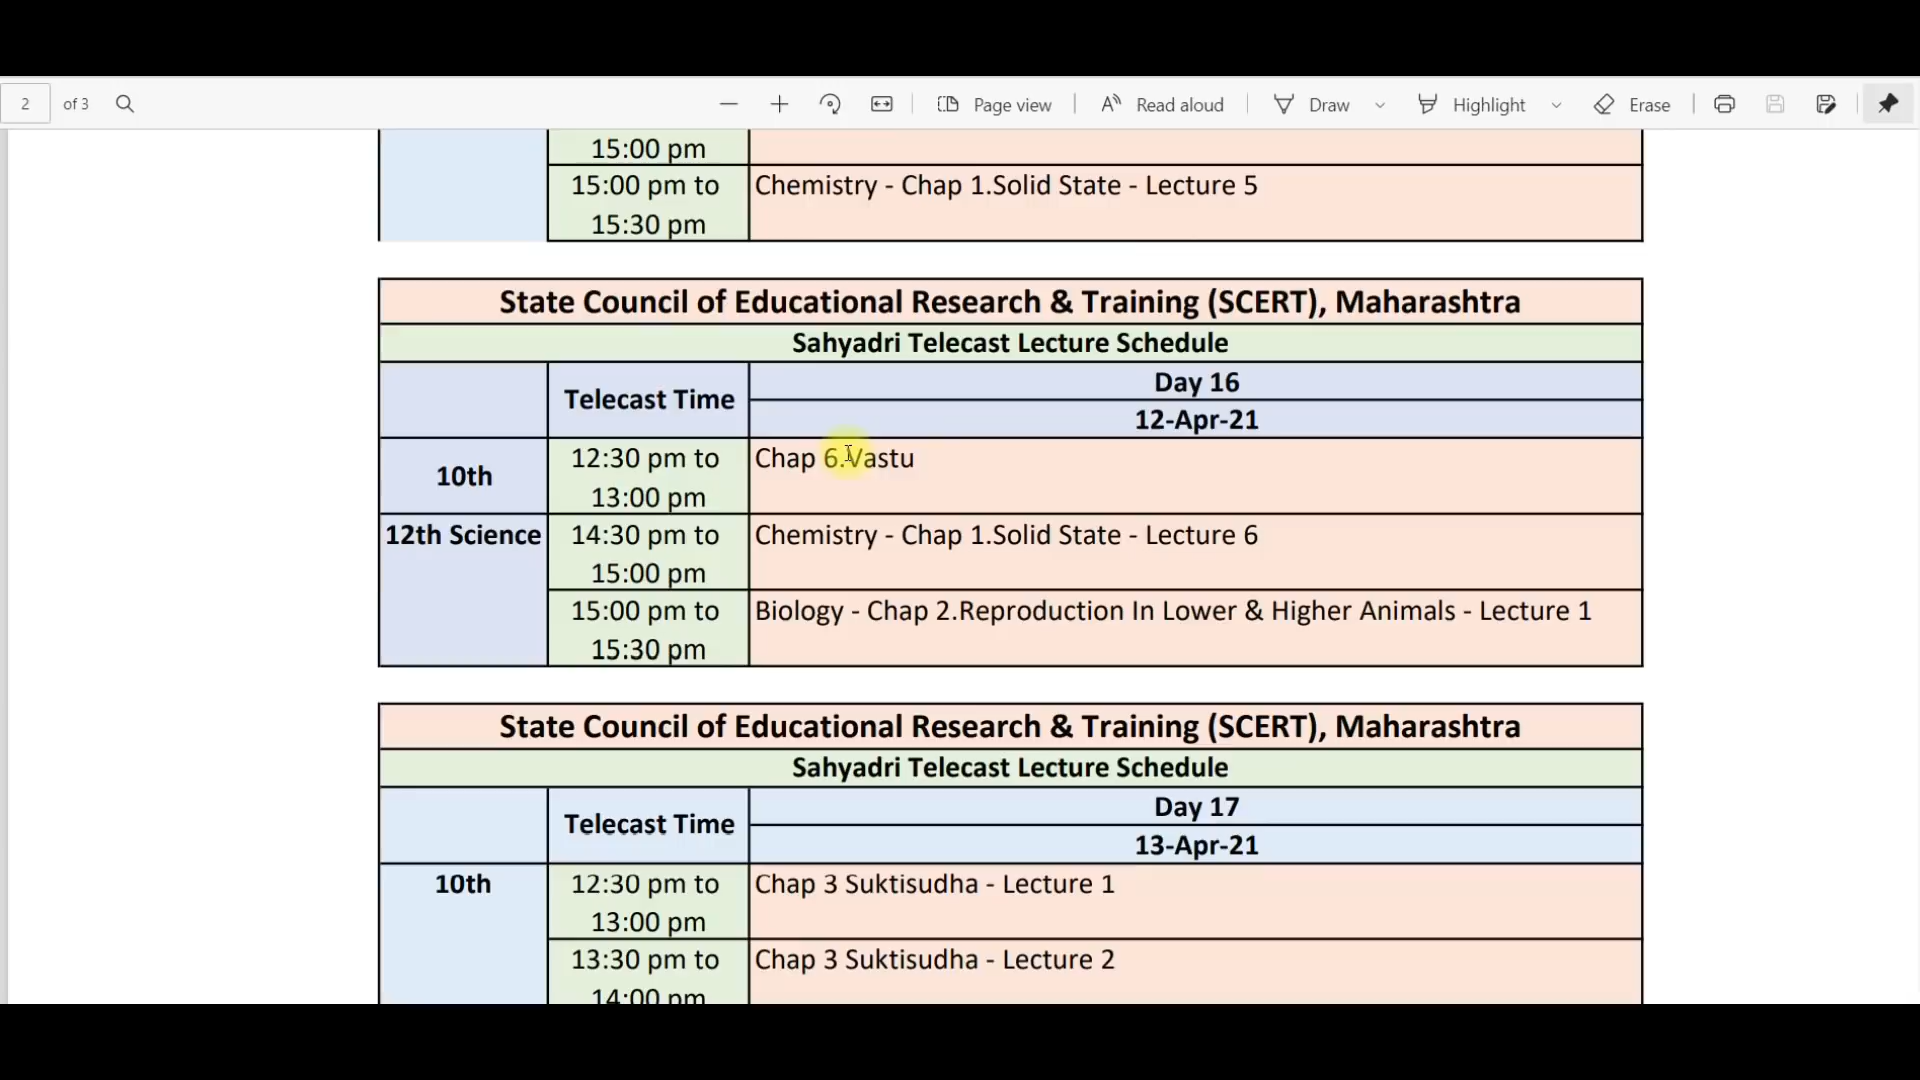 2 of 3 Page view Read aloud Draw Highlight Erase
15:00 pm
15:00 pm to Chemistry - Chap 1.Solid State - Lecture 5
15:30 pm
State Council of Educational Research & Training (SCERT), Maharashtra
Sahyadri Telecast Lecture Schedule
Telecast Time
Day 16
12-Apr-21
10th
12:30 pm to Chap 6.Vastu
13:00 pm
12th Science 14:30 pm to Chemistry - Chap 1.Solid State - Lecture 6
15:00 pm
15:00 pm to Biology - Chap 2.Reproduction In Lower & Higher Animals - Lecture 1
15:30 pm
State Council of Educational Research & Training (SCERT), Maharashtra
Sahyadri Telecast Lecture Schedule
Telecast Time
Day 17
13-Apr-21
10th 12:30 pm to Chap 3 Suktisudha - Lecture 1
13:00 pm
13:30 pm to Chap 3 Suktisudha - Lecture 2
14:00 pm